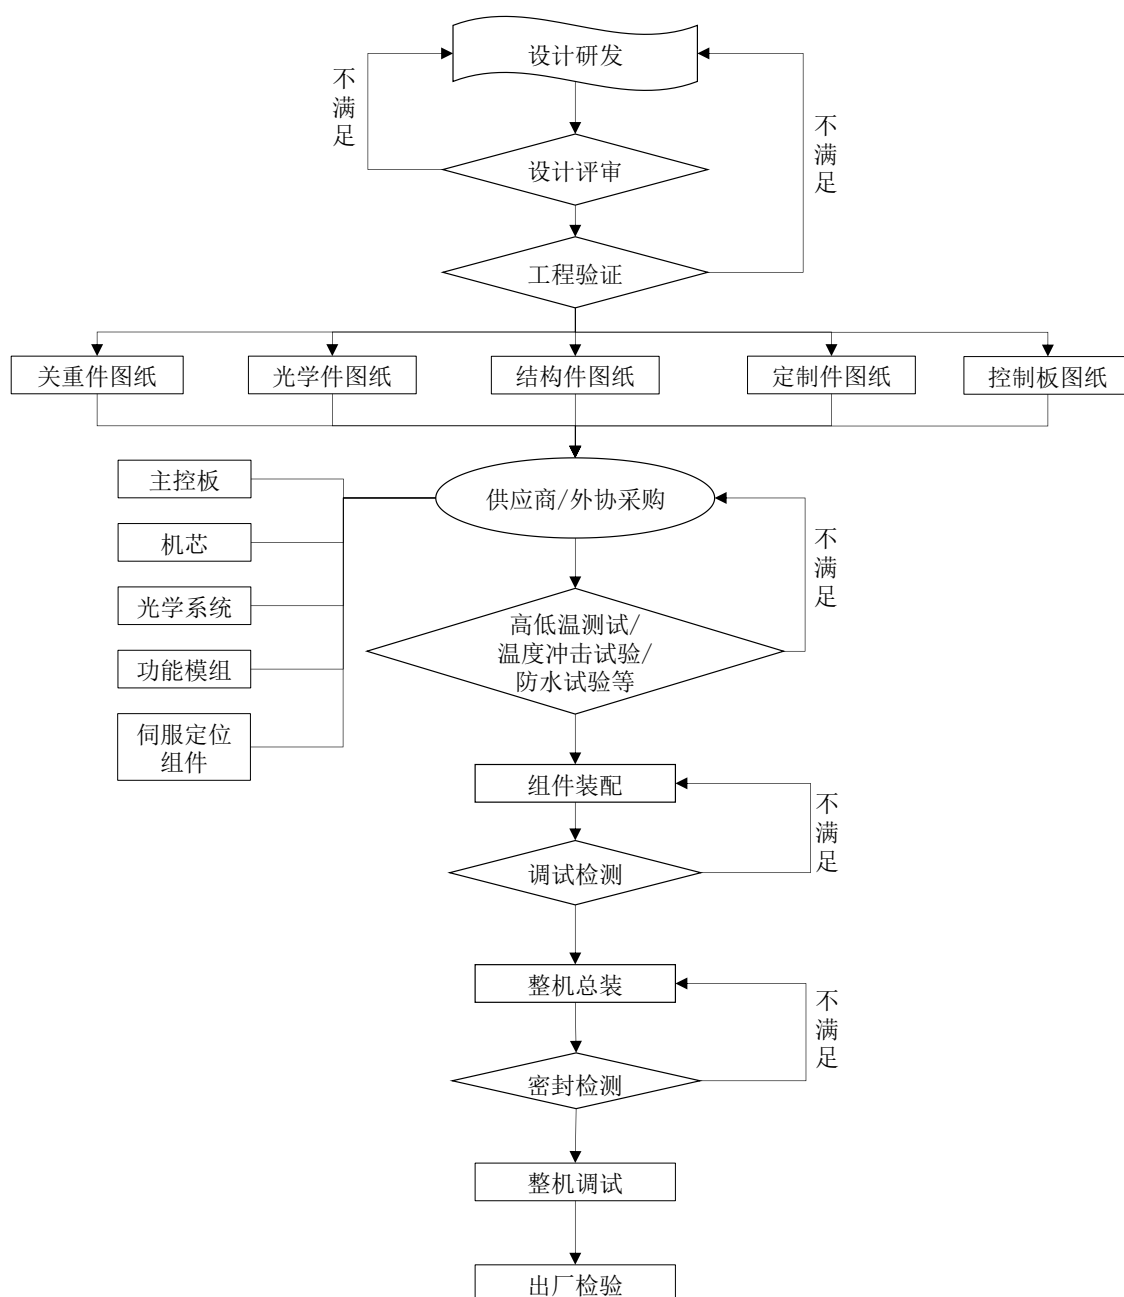 设计研发
不满足
不满足
设计评审
工程验证
关重件图纸
光学件图纸
结构件图纸
定制件图纸
控制板图纸
主控板
供应商/外协采购
机芯
不满足
光学系统
高低温测试/
温度冲击试验/
防水试验等
功能模组
伺服定位
组件
组件装配
不满足
调试检测
整机总装
不满足
密封检测
整机调试
出厂检验